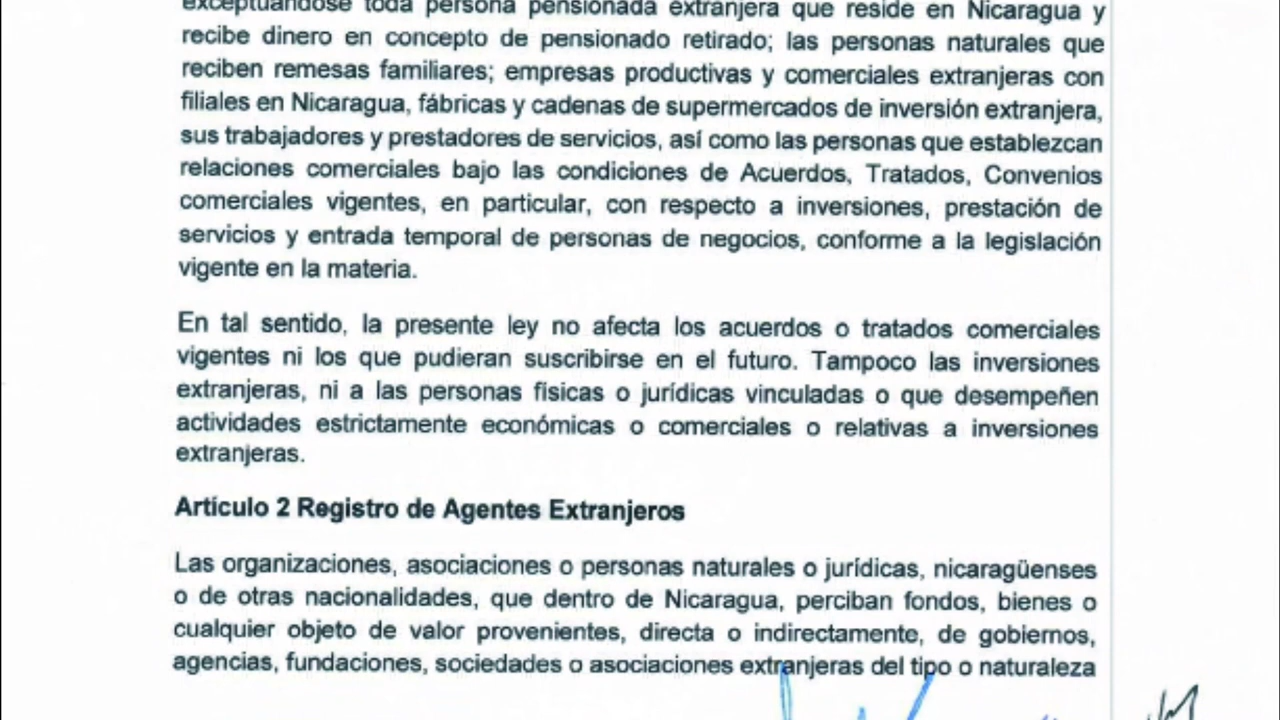 exceptuándose toda persona pensionada extranjera que reside en Nicaragua y
recibe dinero en concepto de pensionado retirado; las personas naturales que
reciben remesas familiares; empresas productivas y comerciales extranjeras con
filiales en Nicaragua, fábricas y cadenas de supermercados de inversión extranjera,
sus trabajadores y prestadores de servicios, así como las personas que establezcan
relaciones comerciales bajo las condiciones de Acuerdos, Tratados, Convenios
comerciales vigentes, en particular, con respecto a inversiones, prestación de
servicios y entrada temporal de personas de negocios, conforme a la legislación
vigente en la materia.
En tal sentido, la presente ley no afecta los acuerdos o tratados comerciales
vigentes ni los que pudieran suscribirse en el futuro. Tampoco las inversiones
extranjeras, ni a las personas físicas o jurídicas vinculadas o que desempeñen
actividades estrictamente económicas o comerciales o relativas a inversiones
extranjeras.
Artículo 2 Registro de Agentes Extranjeros
Las organizaciones, asociaciones o personas naturales o jurídicas, nicaragüenses
o de otras nacionalidades, que dentro de Nicaragua, perciban fondos, bienes o
cualquier objeto de valor provenientes, directa o indirectamente, de gobiernos,
agencias, fundaciones, sociedades o asociaciones extranjeras del tipo o naturaleza